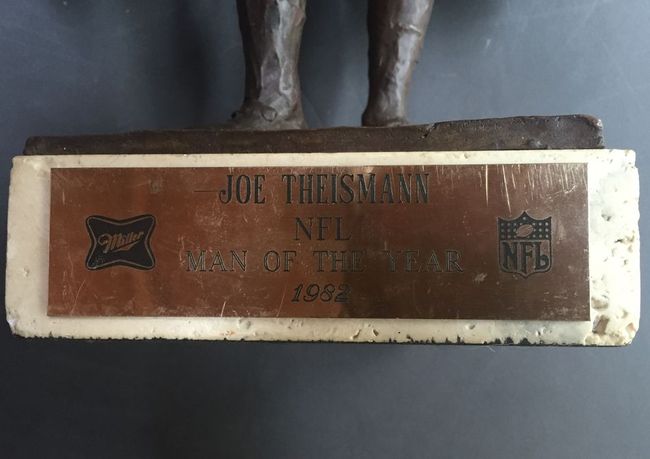 JOE THEISMANN
NFL
MAN OF THE YEAR
1982
Miller
NFL